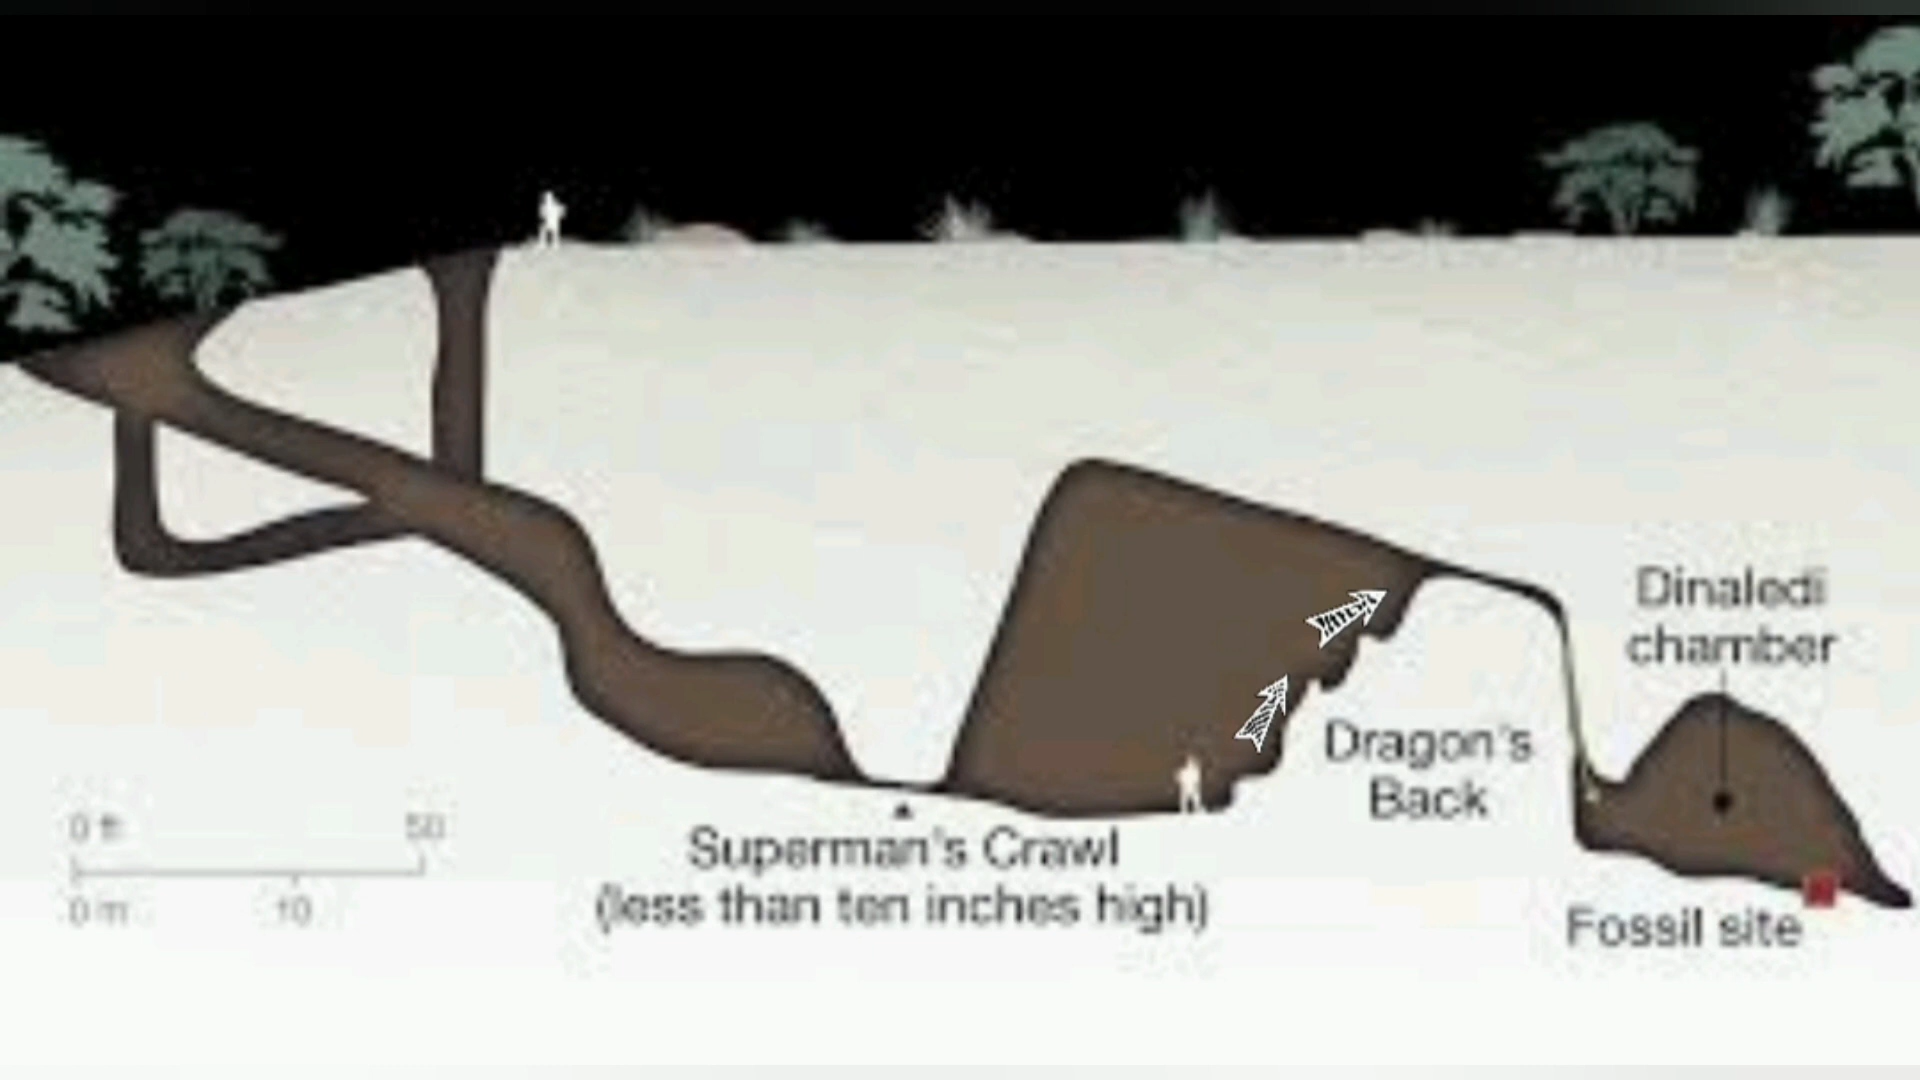 Dinaledi
chamber
Dragon's
Back
0 ft 50
Superman's Crawl
(less than ten inches high)
0 m 10
Fossil site